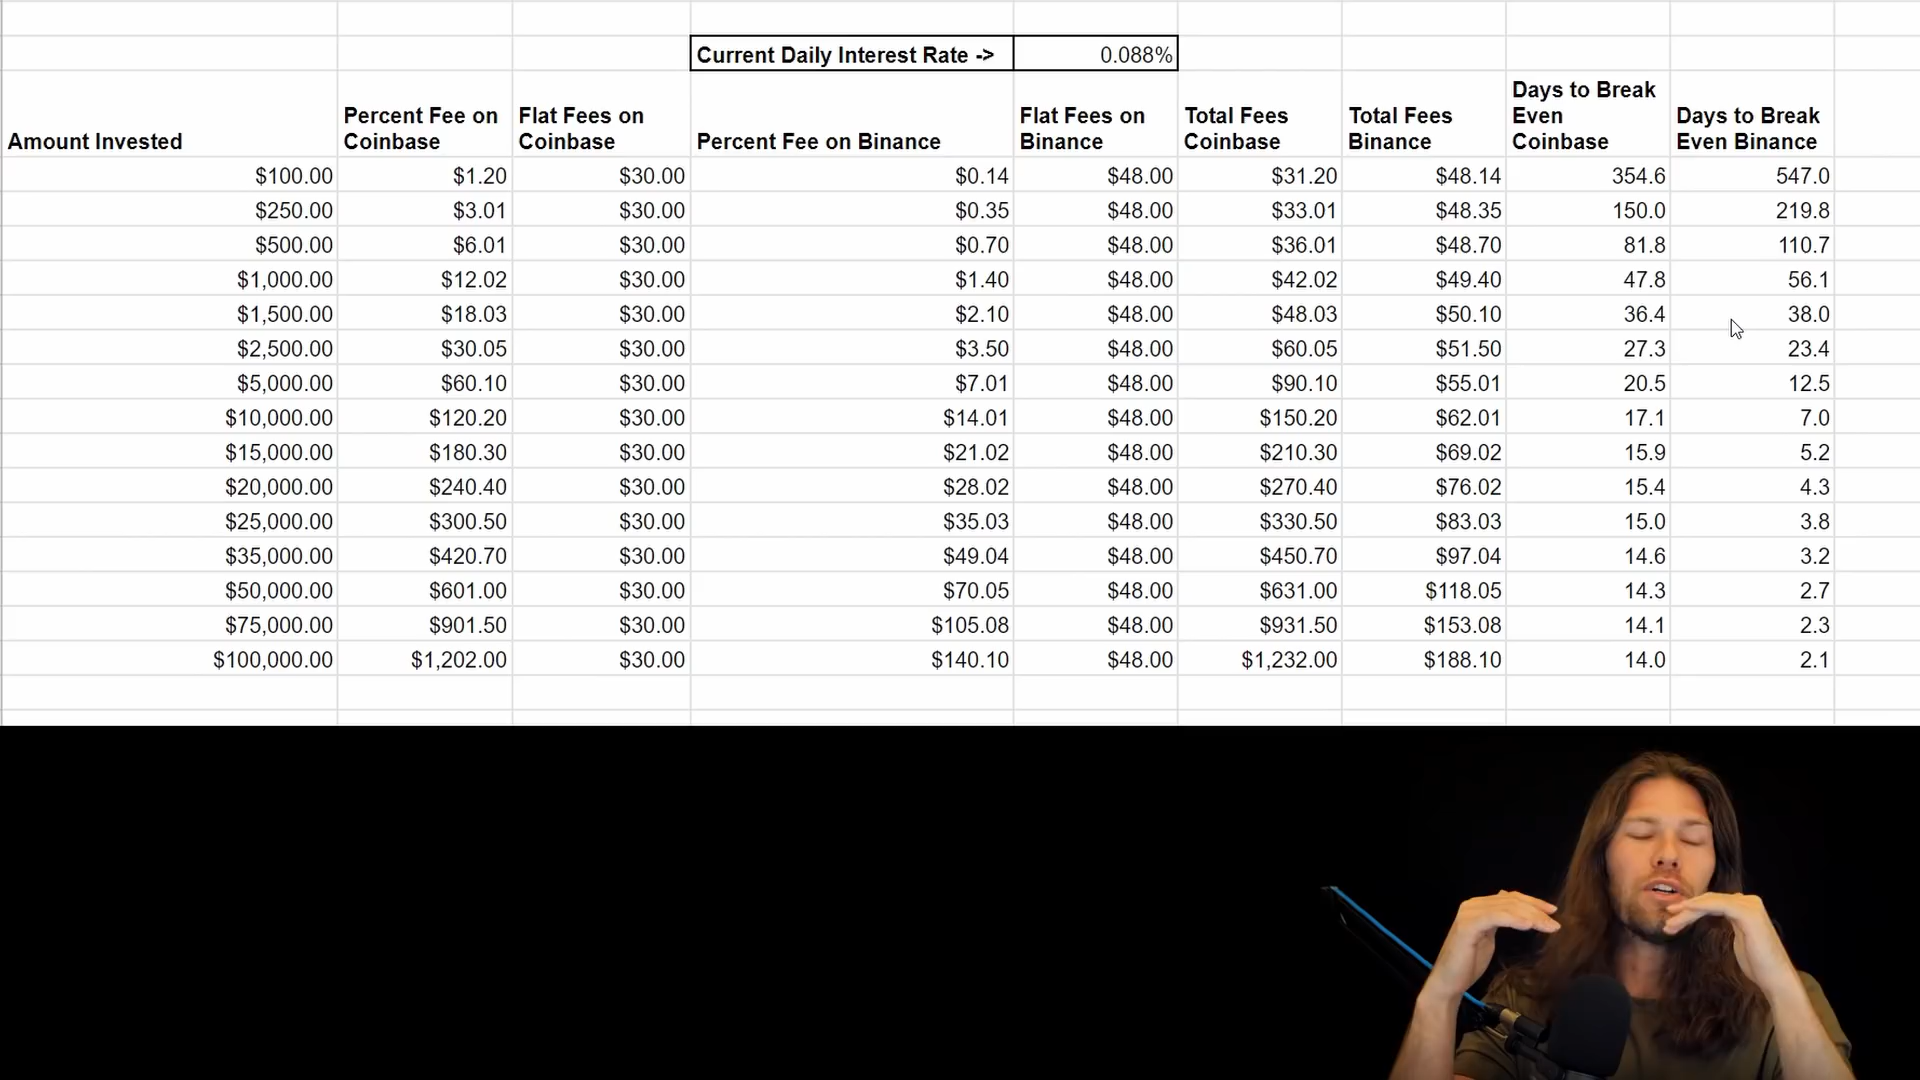 Current Daily Interest Rate -> 0.088%
Amount Invested Percent Fee on Coinbase Flat Fees on Coinbase Percent Fee on Binance Flat Fees on Binance Total Fees Coinbase Total Fees Binance Days to Break Even Coinbase Days to Break Even Binance
$100.00 $1.20 $30.00 $0.14 $48.00 $31.20 $48.14 354.6 547.0
$250.00 $3.01 $30.00 $0.35 $48.00 $33.01 $48.35 150.0 219.8
$500.00 $6.01 $30.00 $0.70 $48.00 $36.01 $48.70 81.8 110.7
$1,000.00 $12.02 $30.00 $1.40 $48.00 $42.02 $49.40 47.8 56.1
$1,500.00 $18.03 $30.00 $2.10 $48.00 $48.03 $50.10 36.4 38.0
$2,500.00 $30.05 $30.00 $3.50 $48.00 $60.05 $51.50 27.3 23.4
$5,000.00 $60.10 $30.00 $7.01 $48.00 $90.10 $55.01 20.5 12.5
$10,000.00 $120.20 $30.00 $14.01 $48.00 $150.20 $62.01 17.1 7.0
$15,000.00 $180.30 $30.00 $21.02 $48.00 $210.30 $69.02 15.9 5.2
$20,000.00 $240.40 $30.00 $28.02 $48.00 $270.40 $76.02 15.4 4.3
$25,000.00 $300.50 $30.00 $35.03 $48.00 $330.50 $83.03 15.0 3.8
$35,000.00 $420.70 $30.00 $49.04 $48.00 $450.70 $97.04 14.6 3.2
$50,000.00 $601.00 $30.00 $70.05 $48.00 $631.00 $118.05 14.3 2.7
$75,000.00 $901.50 $30.00 $105.08 $48.00 $931.50 $153.08 14.1 2.3
$100,000.00 $1,202.00 $30.00 $140.10 $48.00 $1,232.00 $188.10 14.0 2.1